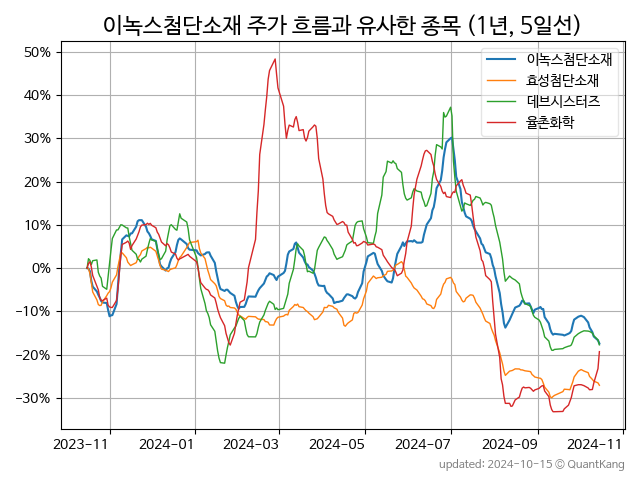 이녹스첨단소재 주가 흐름과 유사한 종목 (1년, 5일선)
이녹스첨단소재
효성첨단소재
데브시스터즈
율촌화학
50%
40%
30%
20%
10%
0%
−10%
−20%
−30%
2023-11 2024-01 2024-03 2024-05 2024-07 2024-09 2024-11
updated: 2024-10-15 © QuantKang